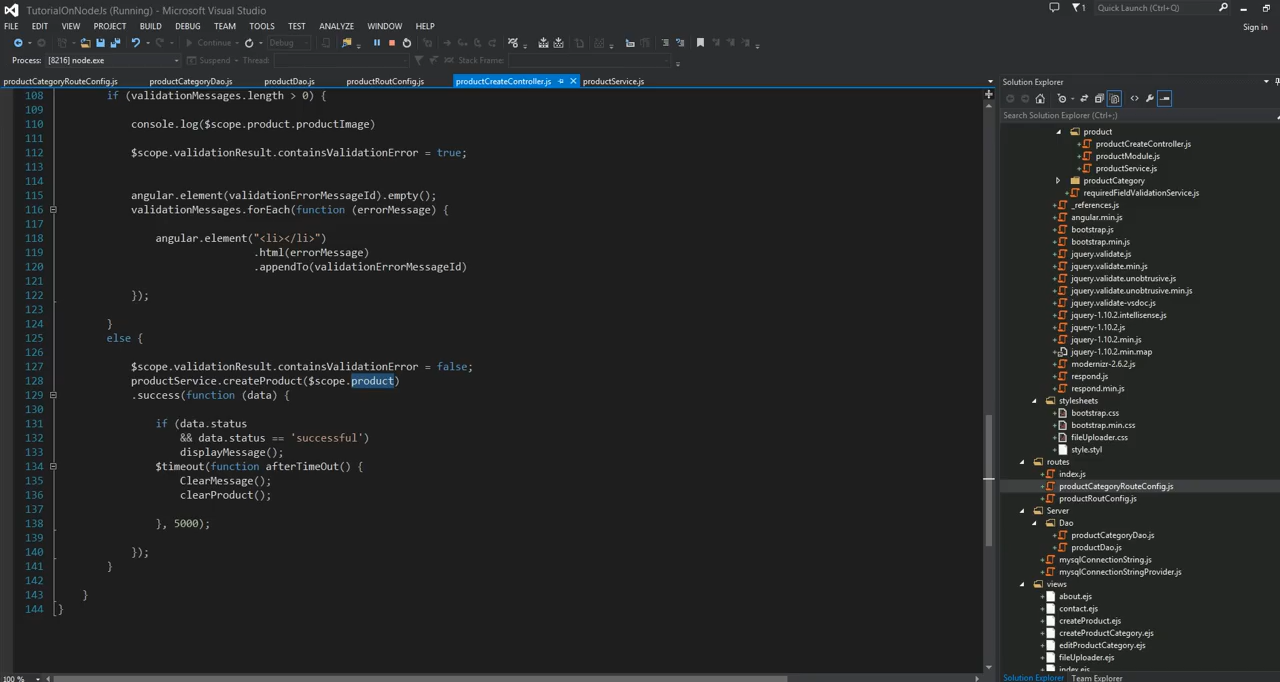 TutorialOnNodeJs (Running) - Microsoft Visual Studio
1
Quick Launch (Ctrl+Q)
FILE EDIT VIEW PROJECT BUILD DEBUG TEAM TOOLS TEST ANALYZE WINDOW HELP
Sign in
Continue Debug
Process: [8216] node.exe Suspend Thread: Stack Frame:
productCategoryRouteConfig.js productCategoryDao.js productDao.js productRoutConfig.js productCreateController.js productService.js
108 if (validationMessages.length > 0) {
109
110 console.log($scope.product.productImage)
111
112 $scope.validationResult.containsValidationError = true;
113
114
115 angular.element(validationErrorMessageId).empty();
116 validationMessages.forEach(function (errorMessage) {
117
118 angular.element("<li></li>")
119 .html(errorMessage)
120 .appendTo(validationErrorMessageId)
121
122 });
123
124 }
125 else {
126
127 $scope.validationResult.containsValidationError = false;
128 productService.createProduct($scope.product)
129 .success(function (data) {
130
131 if (data.status
132 && data.status == 'successful')
133 displayMessage();
134 $timeout(function afterTimeOut() {
135 ClearMessage();
136 clearProduct();
137
138 }, 5000);
139
140 });
141 }
142
143 }
144 }
100 %
Solution Explorer
Search Solution Explorer (Ctrl+;)
product
productCreateController.js
productModule.js
productService.js
productCategory
requiredFieldValidationService.js
_references.js
angular.min.js
bootstrap.js
bootstrap.min.js
jquery.validate.js
jquery.validate.min.js
jquery.validate.unobtrusive.js
jquery.validate.unobtrusive.min.js
jquery.validate-vsdoc.js
jquery-1.10.2.intellisense.js
jquery-1.10.2.js
jquery-1.10.2.min.js
jquery-1.10.2.min.map
modernizr-2.6.2.js
respond.js
respond.min.js
stylesheets
bootstrap.css
bootstrap.min.css
fileUploader.css
style.styl
routes
index.js
productCategoryRouteConfig.js
productRoutConfig.js
Server
Dao
productCategoryDao.js
productDao.js
mysqlConnectionString.js
mysqlConnectionStringProvider.js
views
about.ejs
contact.ejs
createProduct.ejs
createProductCategory.ejs
editProductCategory.ejs
fileUploader.ejs
index.ejs
Solution Explorer Team Explorer